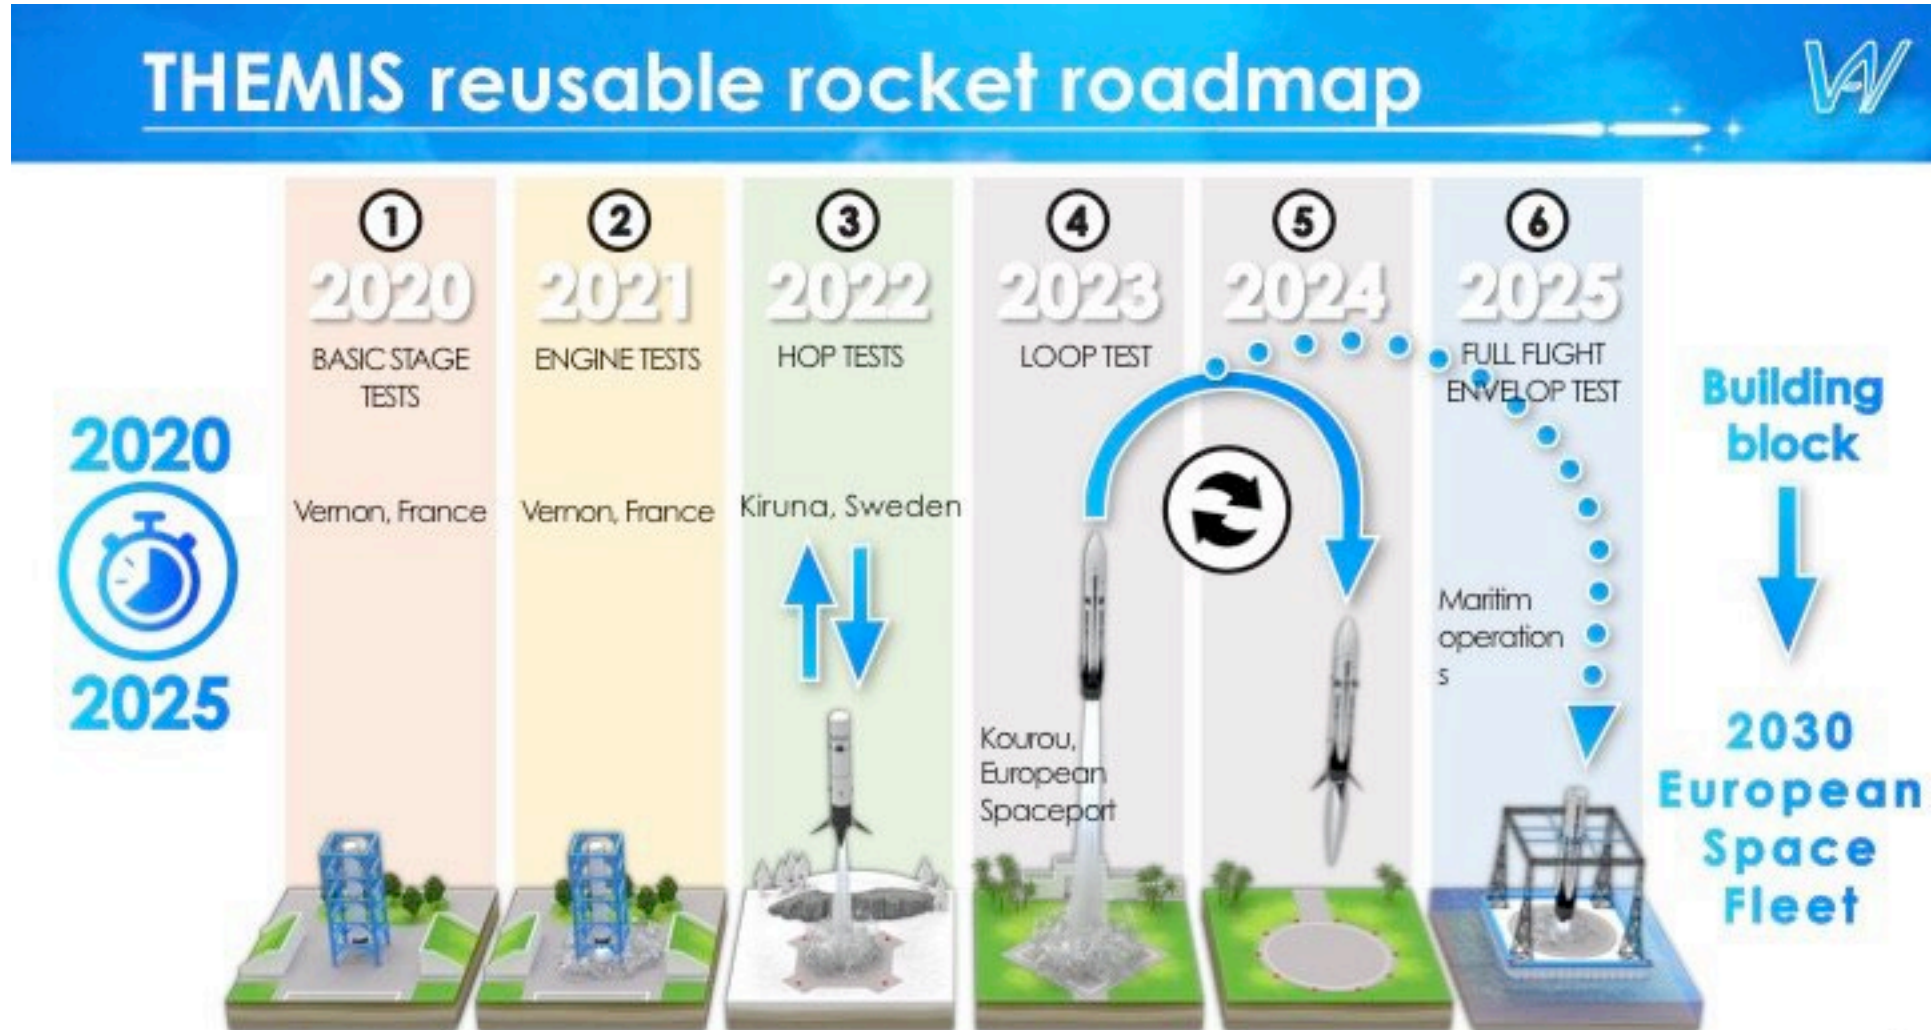 THEMIS reusable rocket roadmap
2020
2025
1
2020
BASIC STAGE
TESTS
Vernon, France
2
2021
ENGINE TESTS
Vernon, France
3
2022
HOP TESTS
Kiruna, Sweden
4
2023
LOOP TEST
Kourou,
European
Spaceport
5
2024
6
2025
FULL FLIGHT
ENVELOP TEST
Maritim
operation
s
Building
block
2030
European
Space
Fleet